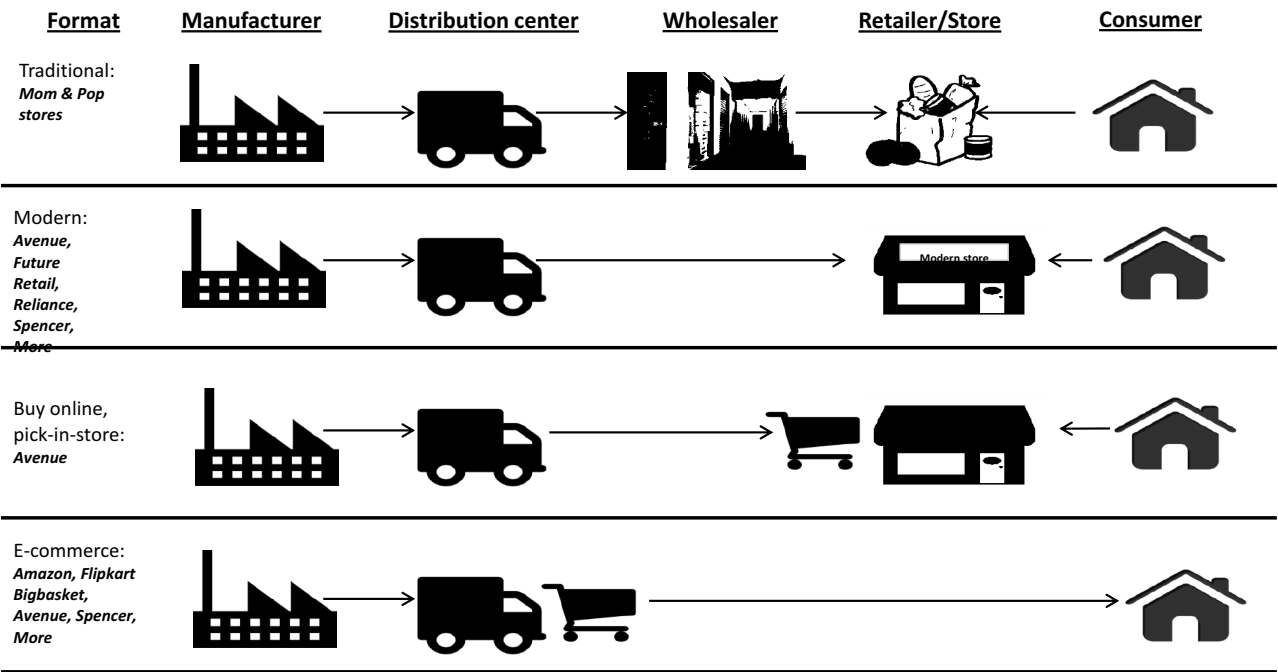 Format Manufacturer Distribution center Wholesaler Retailer/Store Consumer
Traditional:
Mom & Pop
stores
Modern:
Avenue,
Future
Retail,
Reliance,
Spencer,
More
Modern store
Buy online,
pick-in-store:
Avenue
E-commerce:
Amazon, Flipkart
Bigbasket,
Avenue, Spencer,
More